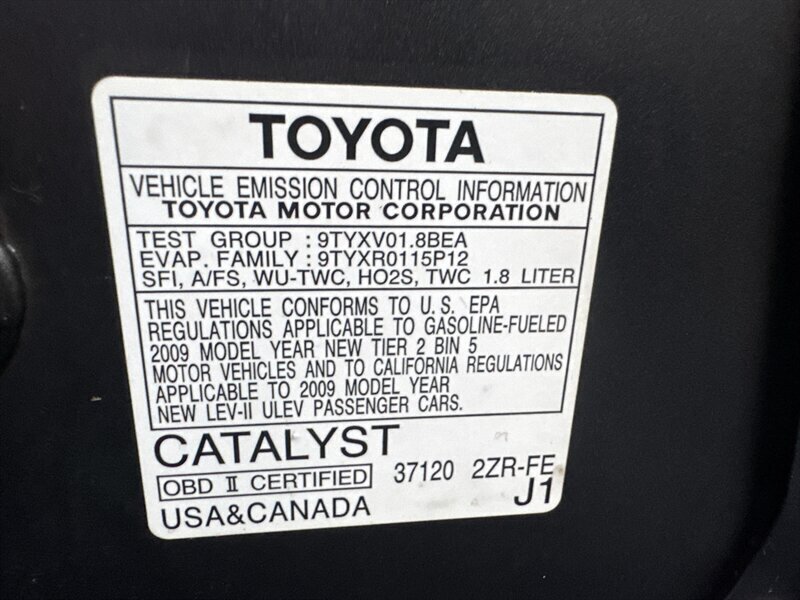 TOYOTA
VEHICLE EMISSION CONTROL INFORMATION
TOYOTA MOTOR CORPORATION
TEST GROUP : 9TYXV01.8BEA
EVAP. FAMILY : 9TYXR0115P12
SFI, A/FS, WU-TWC, HO2S, TWC 1.8 LITER
THIS VEHICLE CONFORMS TO U.S. EPA
REGULATIONS APPLICABLE TO GASOLINE-FUELED
2009 MODEL YEAR NEW TIER 2 BIN 5
MOTOR VEHICLES AND TO CALIFORNIA REGULATIONS
APPLICABLE TO 2009 MODEL YEAR
NEW LEV-II ULEV PASSENGER CARS.
CATALYST
OBD II CERTIFIED 37120 2ZR-FE
USA&CANADA J1